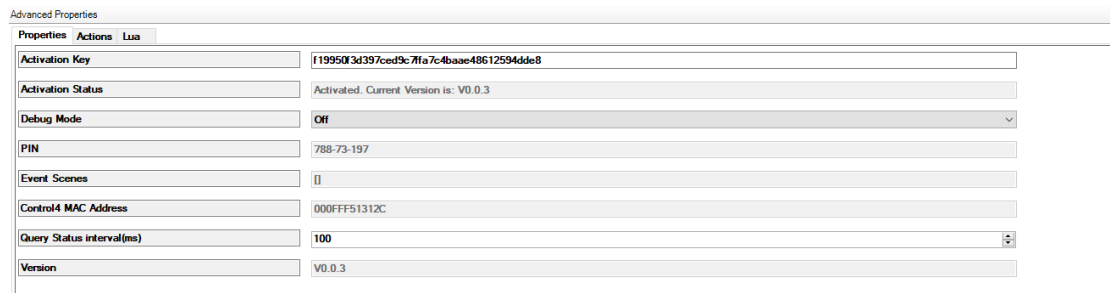 Advanced Properties
Properties Actions Lua
Activation Key f19950f3d397ced9c7ffa7c4baae48612594dde8
Activation Status Activated. Current Version is: V0.0.3
Debug Mode Off
PIN 788-73-197
Event Scenes []
Control4 MAC Address 000FFF51312C
Query Status interval(ms) 100
Version V0.0.3